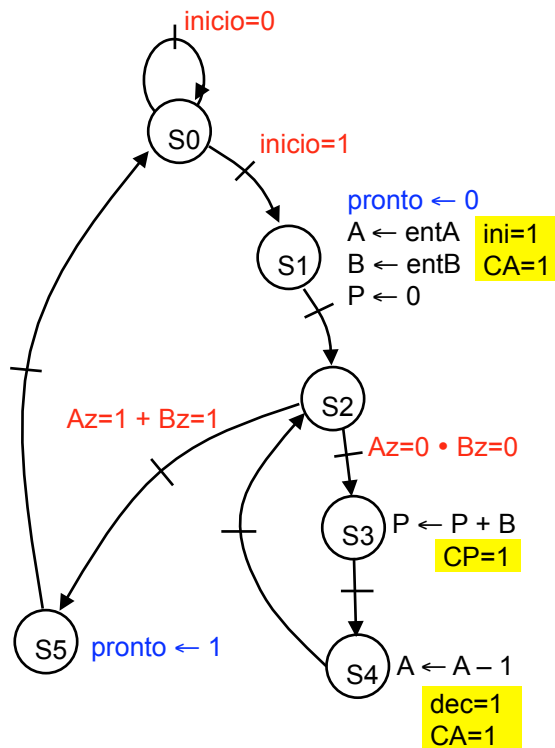 inicio=0
S0
inicio=1
pronto ← 0
A ← entA
ini=1
S1
B ← entB
CA=1
P ← 0
S2
Az=1 + Bz=1
Az=0 • Bz=0
S3
P ← P + B
CP=1
S5
pronto ← 1
S4
A ← A – 1
dec=1
CA=1